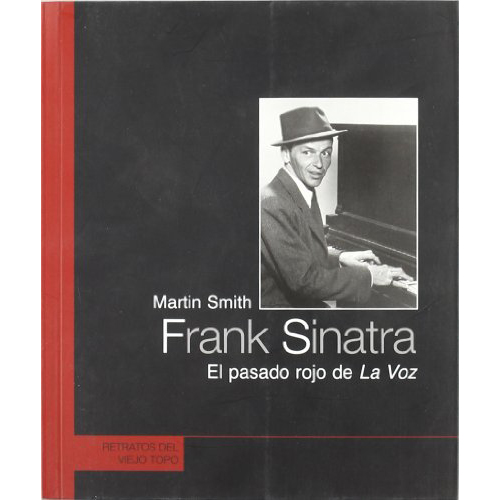 Martin Smith
Frank Sinatra
El pasado rojo de La Voz
RETRATOS DEL
VIEJO TOPO